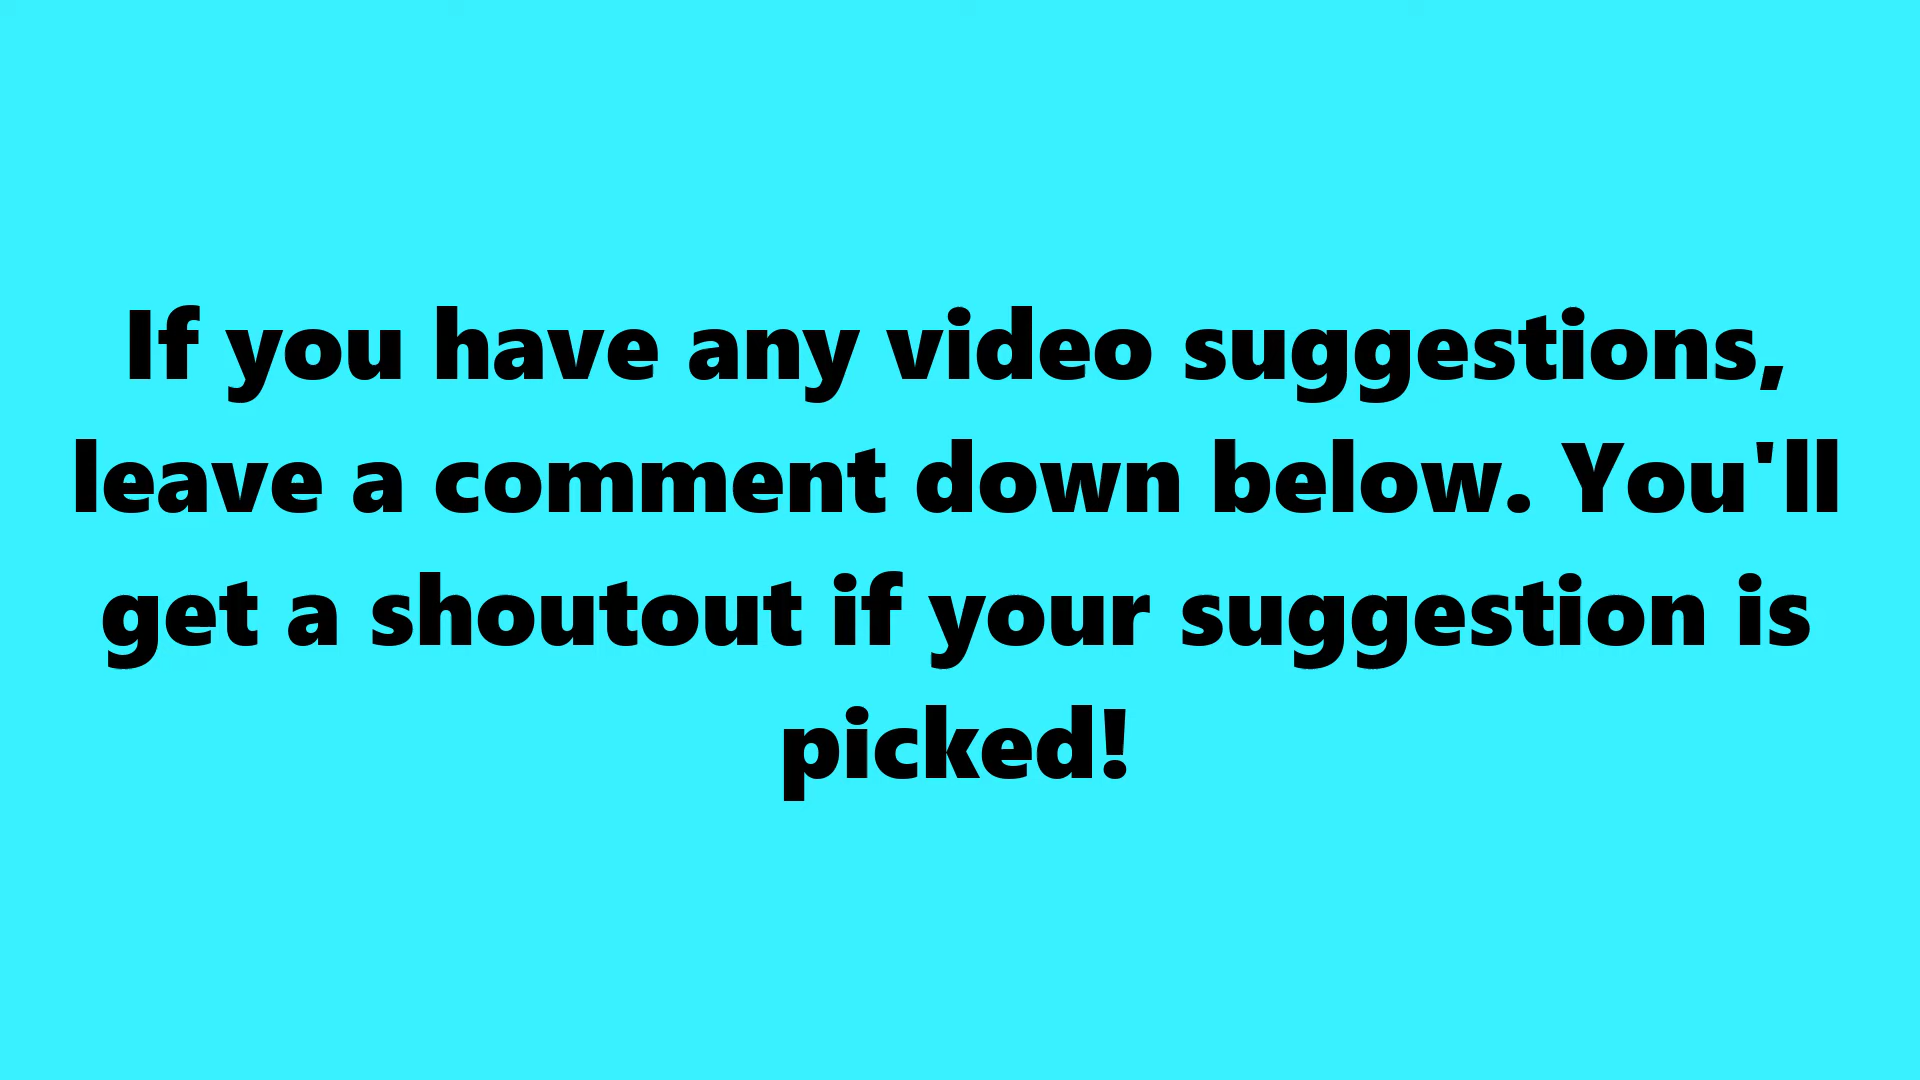 If you have any video suggestions,
leave a comment down below. You'll
get a shoutout if your suggestion is
picked!